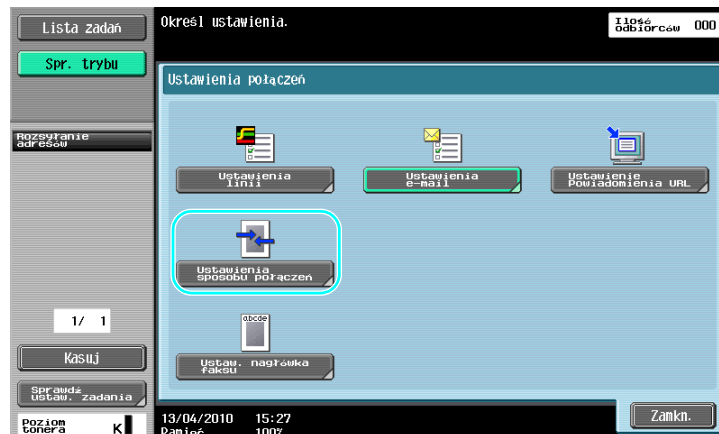 Lista zadań
Określ ustawienia.
Ilość
odbiorców 000
Spr. trybu
Ustawienia połączeń
Rozsyłanie
adresów
Ustawienia
linii
Ustawienia
e-mail
Ustawienie
Powiadomienia URL
Ustawienia
sposobu połączeń
abcde
1/ 1
Ustaw. nagłówka
faksu
Kasuj
Sprawdź
ustaw. zadania
Zamkn.
Poziom
tonera K
13/04/2010 15:27
Pamięć 100%